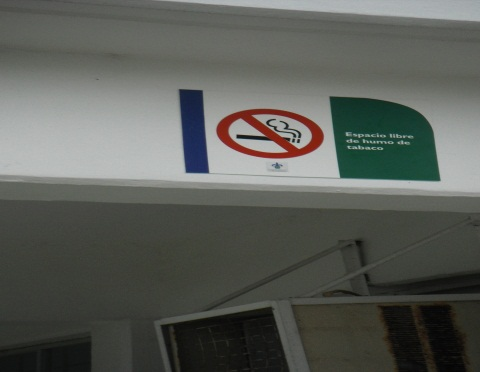 Espacio libre
de humo de
tabaco